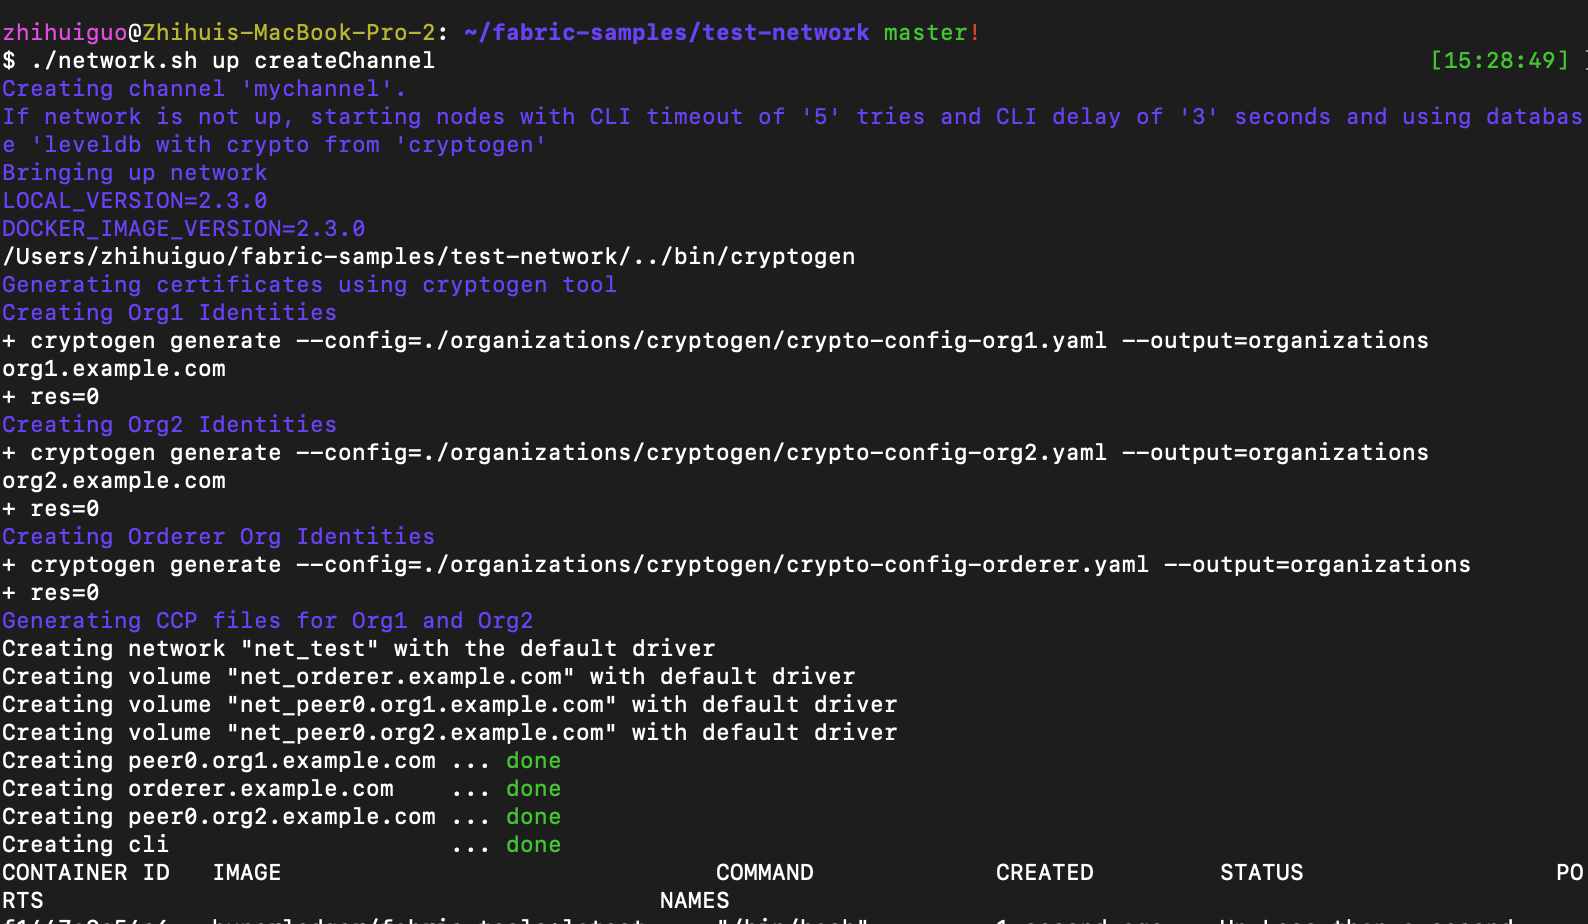 zhihuiguo@Zhihuis-MacBook-Pro-2: ~/fabric-samples/test-network master!
$ ./network.sh up createChannel [15:28:49]
Creating channel 'mychannel'.
If network is not up, starting nodes with CLI timeout of '5' tries and CLI delay of '3' seconds and using databas
e 'leveldb with crypto from 'cryptogen'
Bringing up network
LOCAL_VERSION=2.3.0
DOCKER_IMAGE_VERSION=2.3.0
/Users/zhihuiguo/fabric-samples/test-network/../bin/cryptogen
Generating certificates using cryptogen tool
Creating Org1 Identities
+ cryptogen generate --config=./organizations/cryptogen/crypto-config-org1.yaml --output=organizations
org1.example.com
+ res=0
Creating Org2 Identities
+ cryptogen generate --config=./organizations/cryptogen/crypto-config-org2.yaml --output=organizations
org2.example.com
+ res=0
Creating Orderer Org Identities
+ cryptogen generate --config=./organizations/cryptogen/crypto-config-orderer.yaml --output=organizations
+ res=0
Generating CCP files for Org1 and Org2
Creating network "net_test" with the default driver
Creating volume "net_orderer.example.com" with default driver
Creating volume "net_peer0.org1.example.com" with default driver
Creating volume "net_peer0.org2.example.com" with default driver
Creating peer0.org1.example.com ... done
Creating orderer.example.com ... done
Creating peer0.org2.example.com ... done
Creating cli ... done
CONTAINER ID IMAGE COMMAND CREATED STATUS PO
RTS NAMES